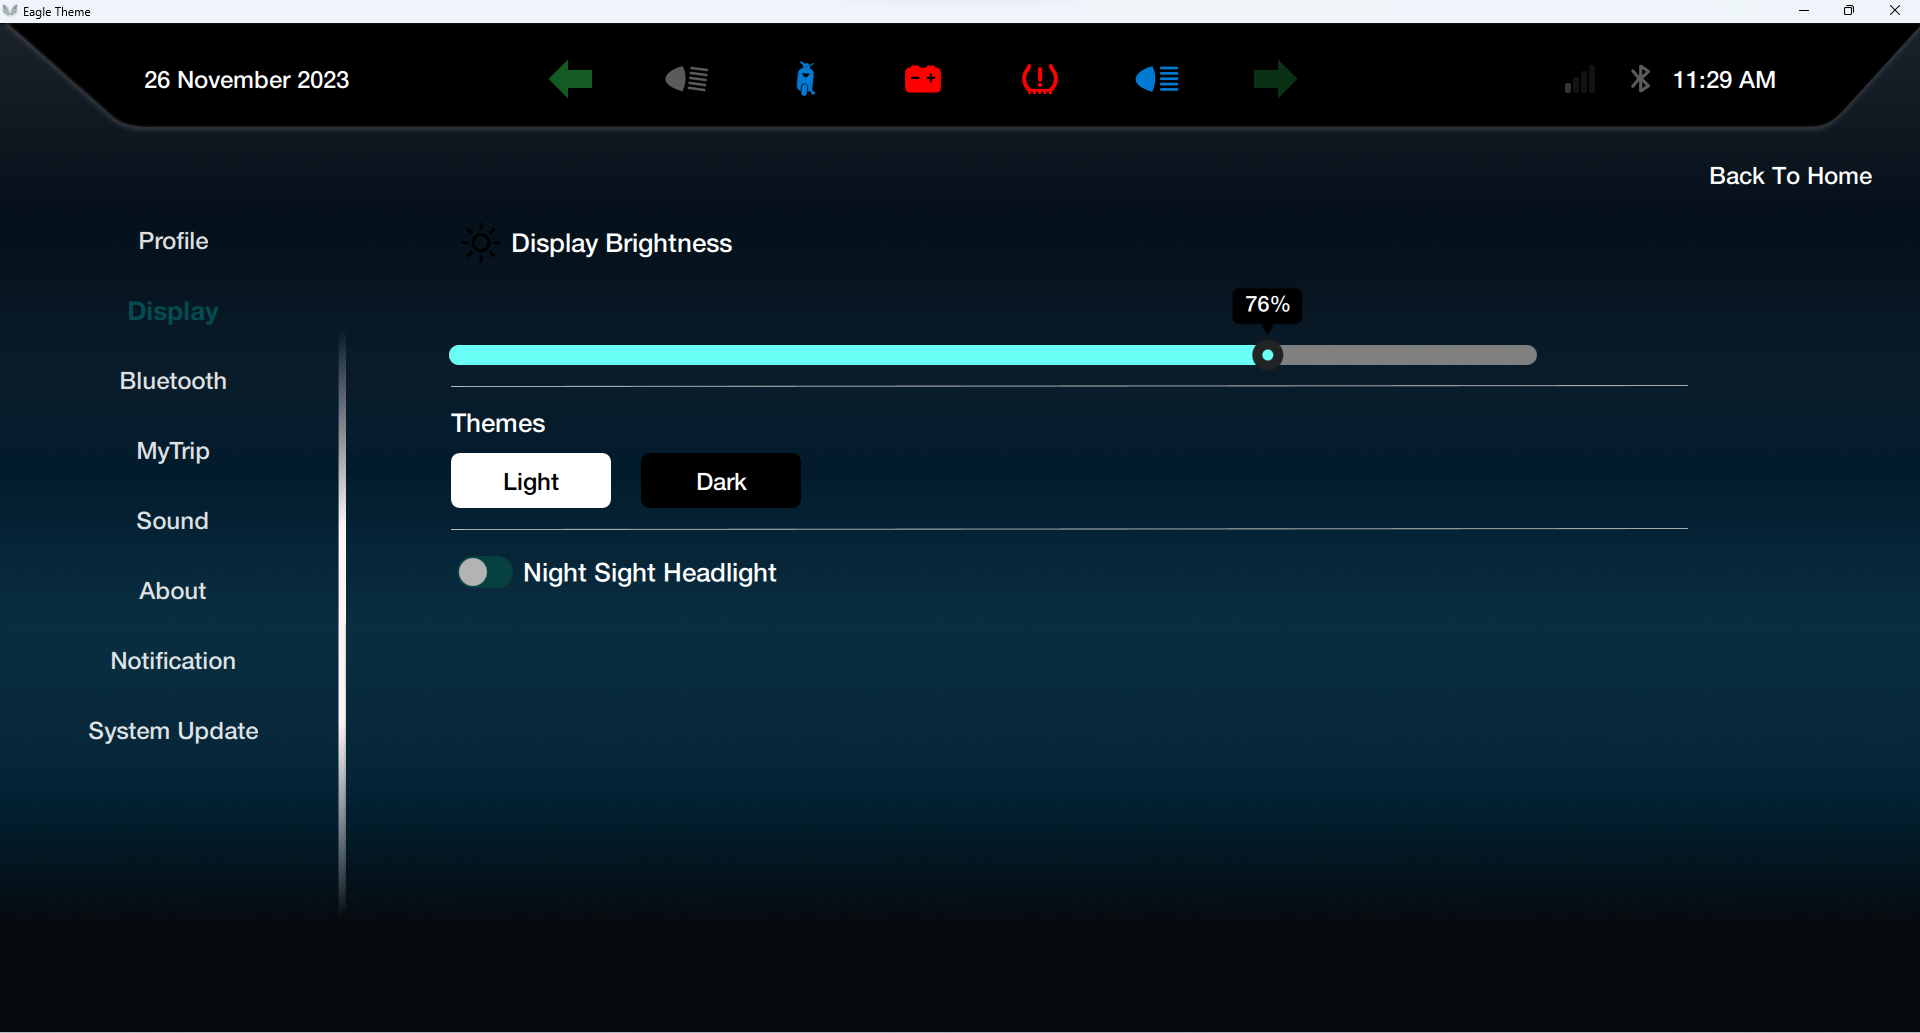 Eagle Theme
26 November 2023
11:29 AM
Back To Home
Profile
Display
Bluetooth
MyTrip
Sound
About
Notification
System Update
Display Brightness
76%
Themes
Light
Dark
Night Sight Headlight